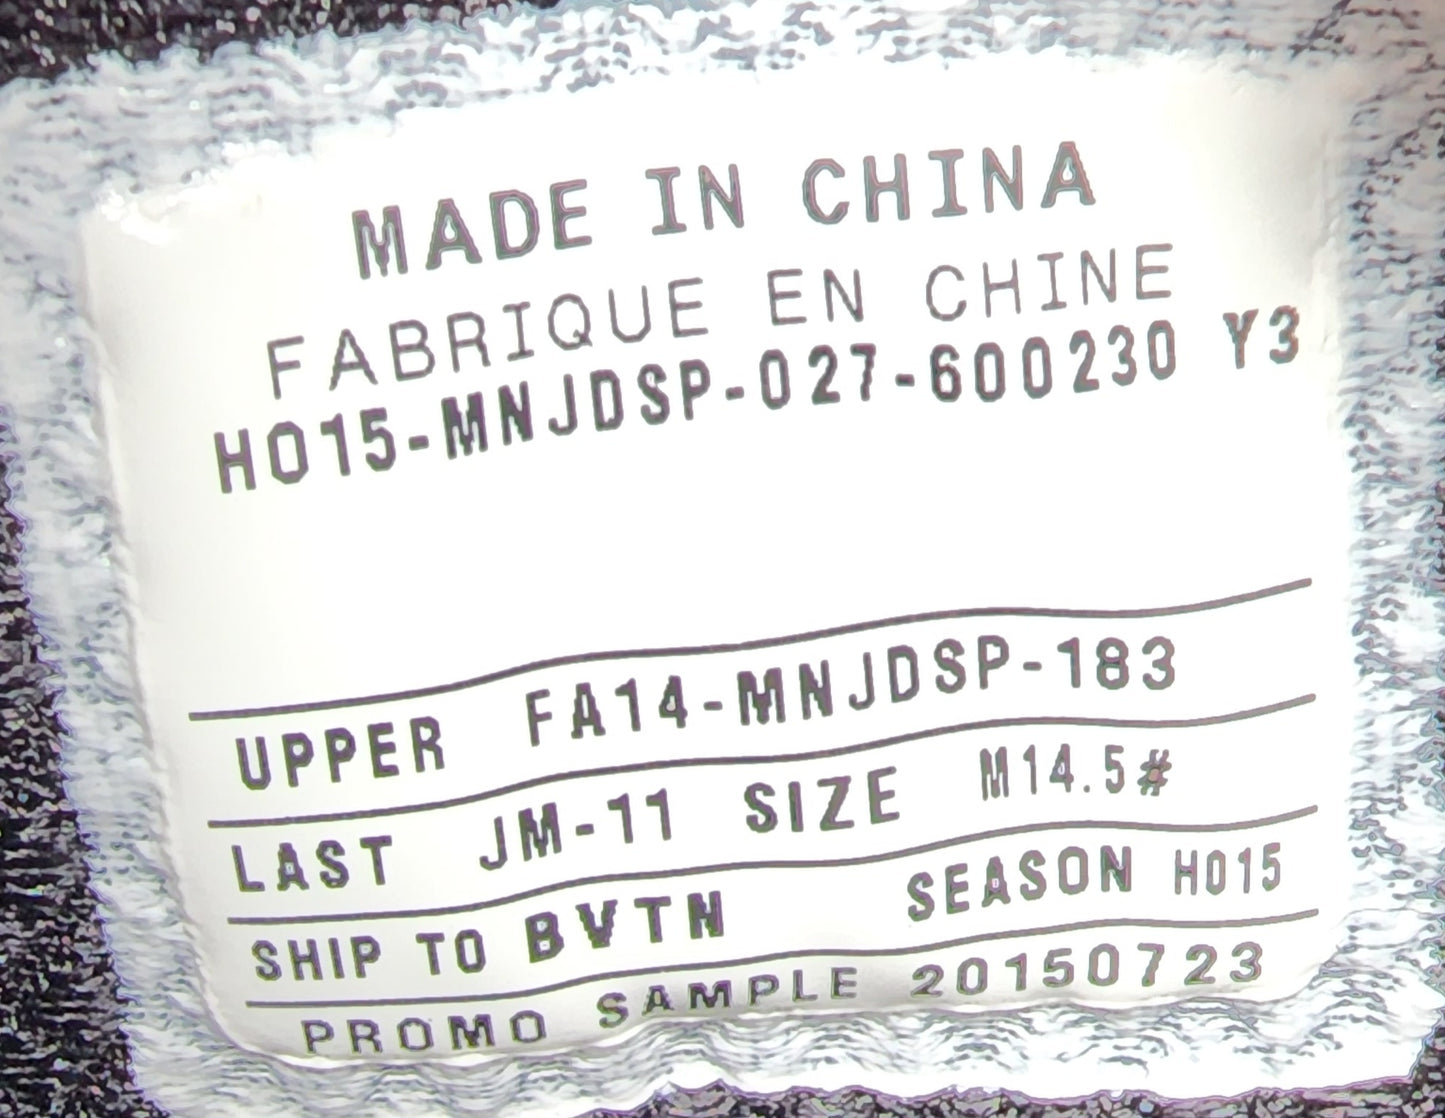 MADE IN CHINA
FABRIQUE EN CHINE
HO15-MNJDSP-027-600230 Y3
UPPER FA14-MNJDSP-183
LAST JM-11 SIZE M14.5#
SHIP TO BVTN SEASON HO15
PROMO SAMPLE 20150723